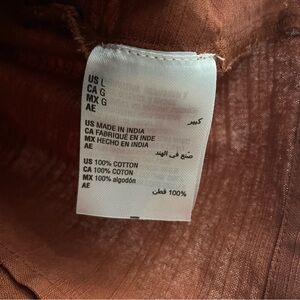 US L
CA G
MX G
AE كبير
US MADE IN INDIA
CA FABRIQUÉ EN INDE
MX HECHO EN INDIA
AE صنع في الهند
US 100% COTTON
CA 100% COTON
MX 100% algodón
AE 100% قطن